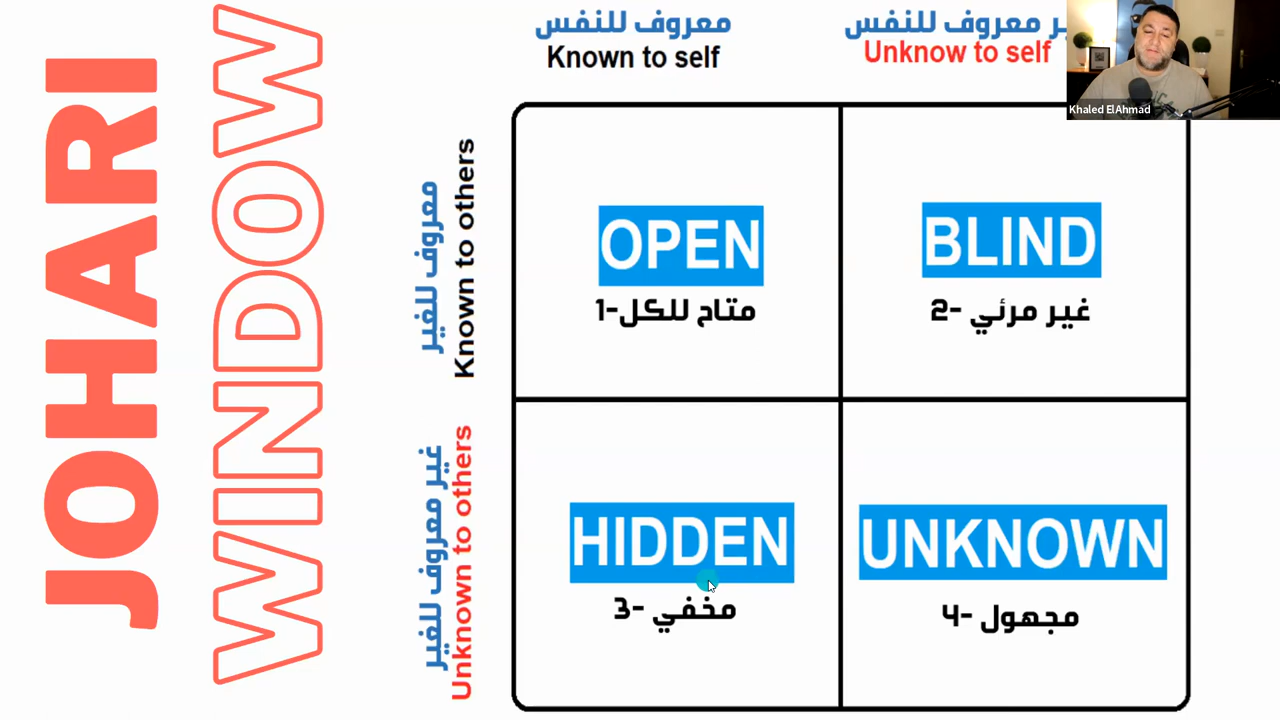 JOHARI
WINDOW
معروف للنفس
Known to self
معروف للنفس
Unknow to self
Khaled ElAhmad
معروف للغير
Known to others
OPEN
1-متاح للكل
BLIND
2- غير مرئي
غير معروف للغير
Unknown to others
HIDDEN
3- مخفي
UNKNOWN
4- مجهول